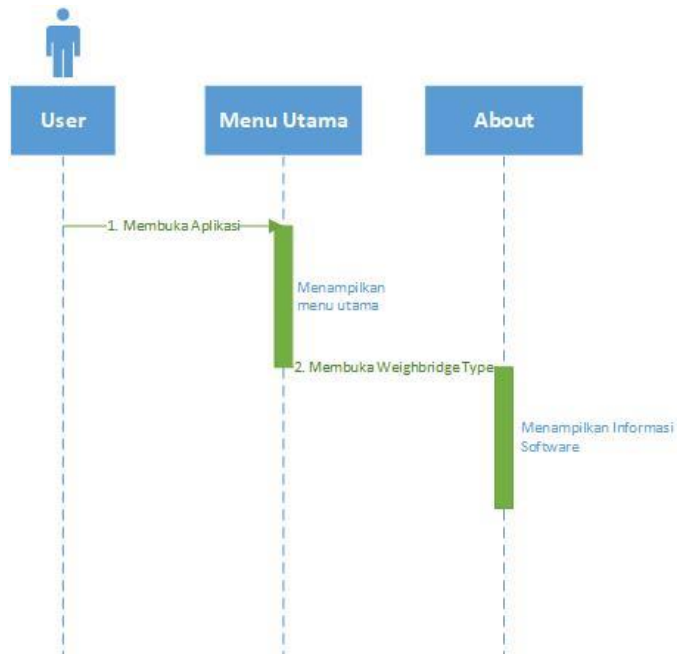 User
Menu Utama
About
1. Membuka Aplikasi
Menampilkan
menu utama
2. Membuka Weighbridge Type
Menampilkan Informasi
Software